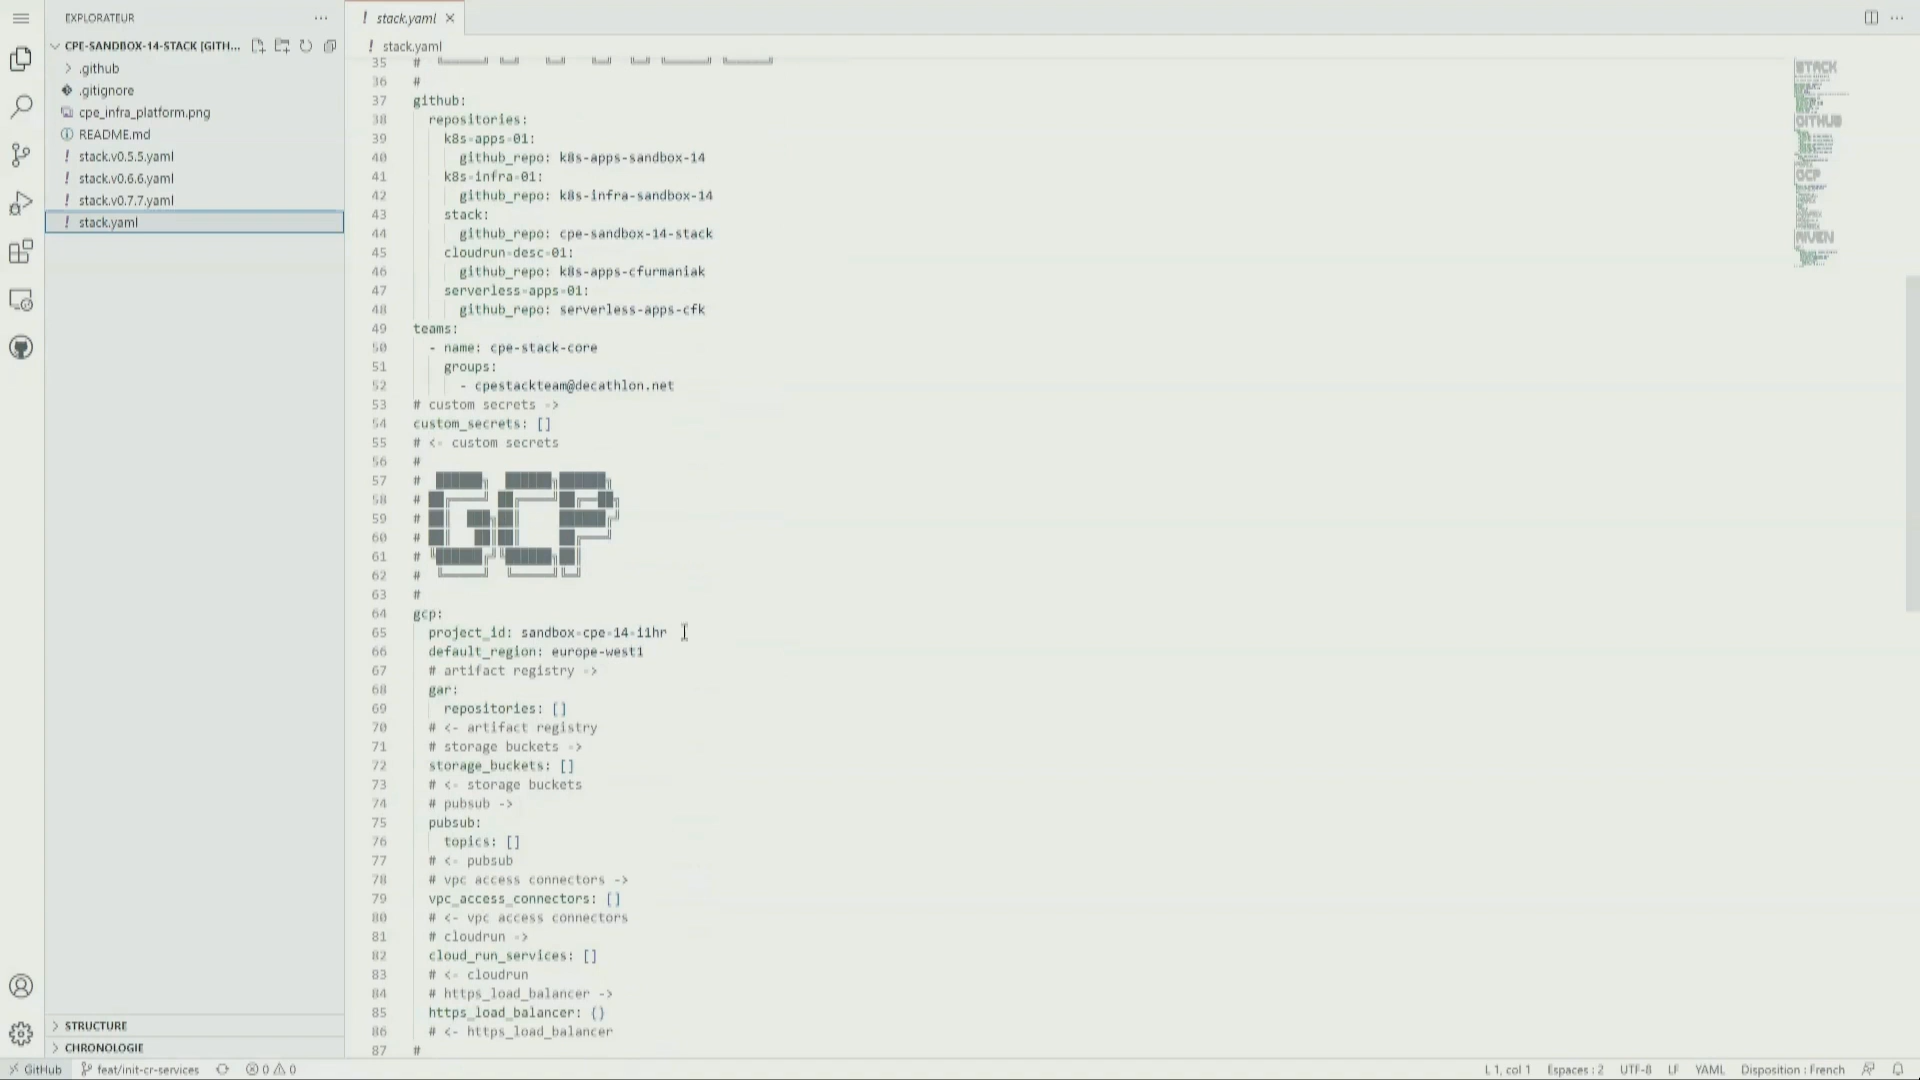 EXPLORATEUR
CPE-SANDBOX-14-STACK [GITH...
.github
.gitignore
cpe_infra_platform.png
README.md
stack.v0.5.5.yaml
stack.v0.6.6.yaml
stack.v0.7.7.yaml
stack.yaml
STRUCTURE
CHRONOLOGIE
! stack.yaml
! stack.yaml
35 #
36 #
37 github:
38 repositories:
39 k8s-apps-01:
40 github_repo: k8s-apps-sandbox-14
41 k8s-infra-01:
42 github_repo: k8s-infra-sandbox-14
43 stack:
44 github_repo: cpe-sandbox-14-stack
45 cloudrun-desc-01:
46 github_repo: k8s-apps-cfurmaniak
47 serverless-apps-01:
48 github_repo: serverless-apps-cfk
49 teams:
50 - name: cpe-stack-core
51 groups:
52 - cpestackteam@decathlon.net
53 # custom secrets ->
54 custom_secrets: []
55 # <- custom secrets
56 #
57 #
58 #
59 # GCP
60 #
61 #
62 #
63 #
64 gcp:
65 project_id: sandbox-cpe-14-i1hr
66 default_region: europe-west1
67 # artifact registry ->
68 gar:
69 repositories: []
70 # <- artifact registry
71 # storage buckets ->
72 storage_buckets: []
73 # <- storage buckets
74 # pubsub ->
75 pubsub:
76 topics: []
77 # <- pubsub
78 # vpc access connectors ->
79 vpc_access_connectors: []
80 # <- vpc access connectors
81 # cloudrun ->
82 cloud_run_services: []
83 # <- cloudrun
84 # https_load_balancer ->
85 https_load_balancer: {}
86 # <- https_load_balancer
87 #
STACK
GITHUB
GCP
AIVEN
GitHub feat/init-cr-services 0 0 L 1, col 1 Espaces : 2 UTF-8 LF YAML Disposition : French